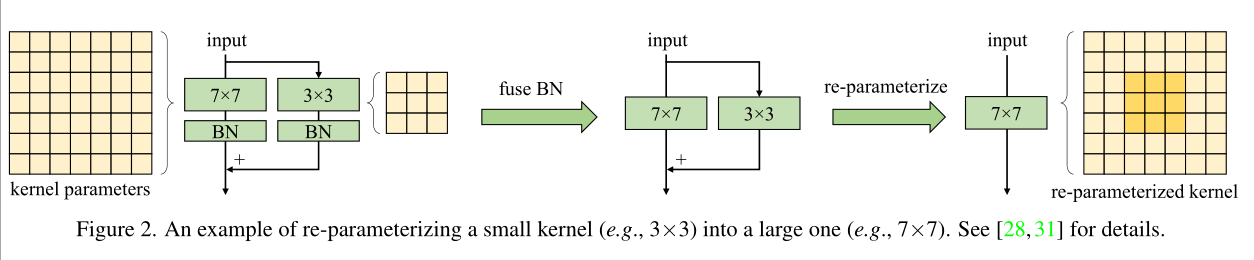 input
7×7
3×3
BN
BN
+
kernel parameters
fuse BN
input
7×7
3×3
+
re-parameterize
input
7×7
re-parameterized kernel
Figure 2. An example of re-parameterizing a small kernel (e.g., 3×3) into a large one (e.g., 7×7). See [28,31] for details.